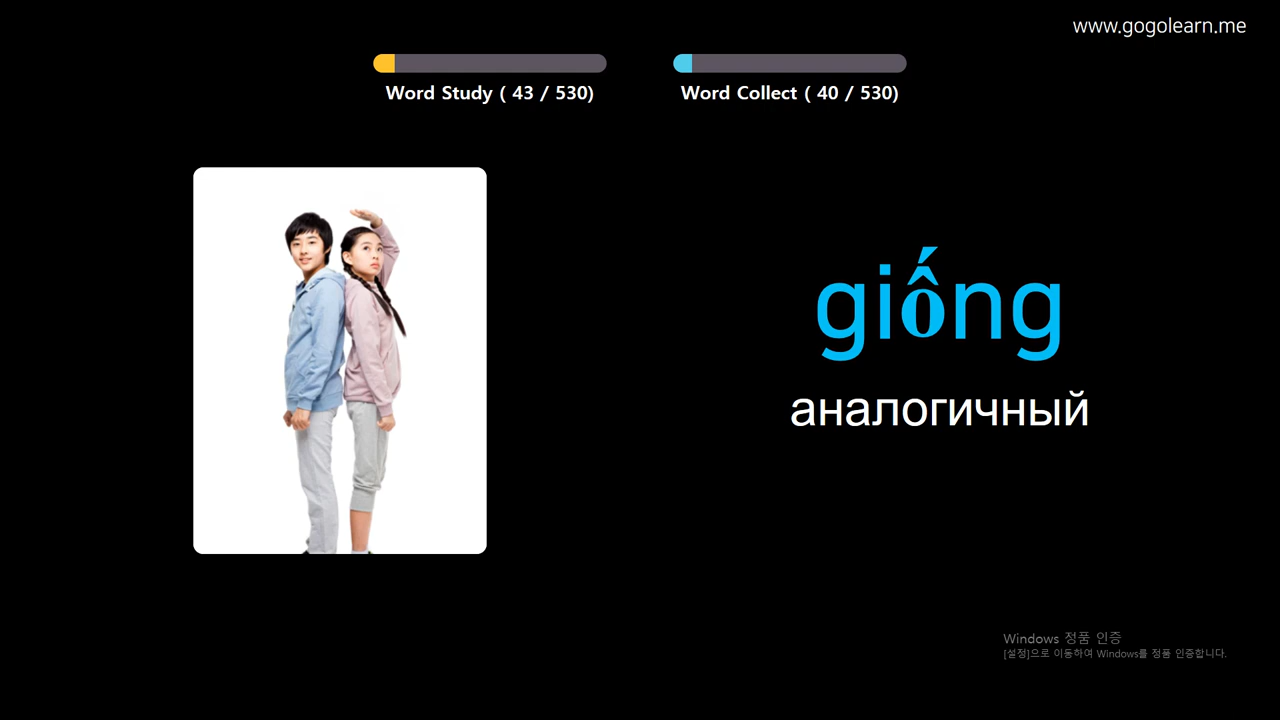 www.gogolearn.me
Word Study ( 43 / 530)
Word Collect ( 40 / 530)
giống
аналогичный
Windows 정품 인증
[설정]으로 이동하여 Windows를 정품 인증합니다.